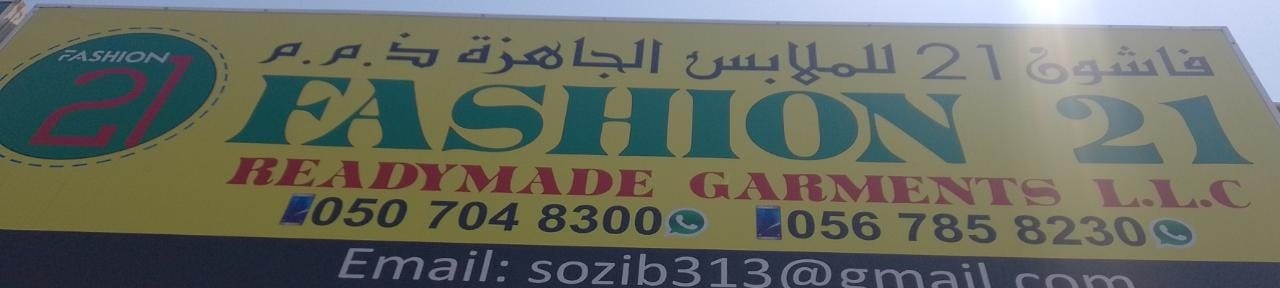 FASHION
21
فاشون 21 للملابس الجاهزة ذ.م.م
FASHION 21
READYMADE GARMENTS L.L.C
050 704 8300 056 785 8230
Email: sozib313@gmail.com